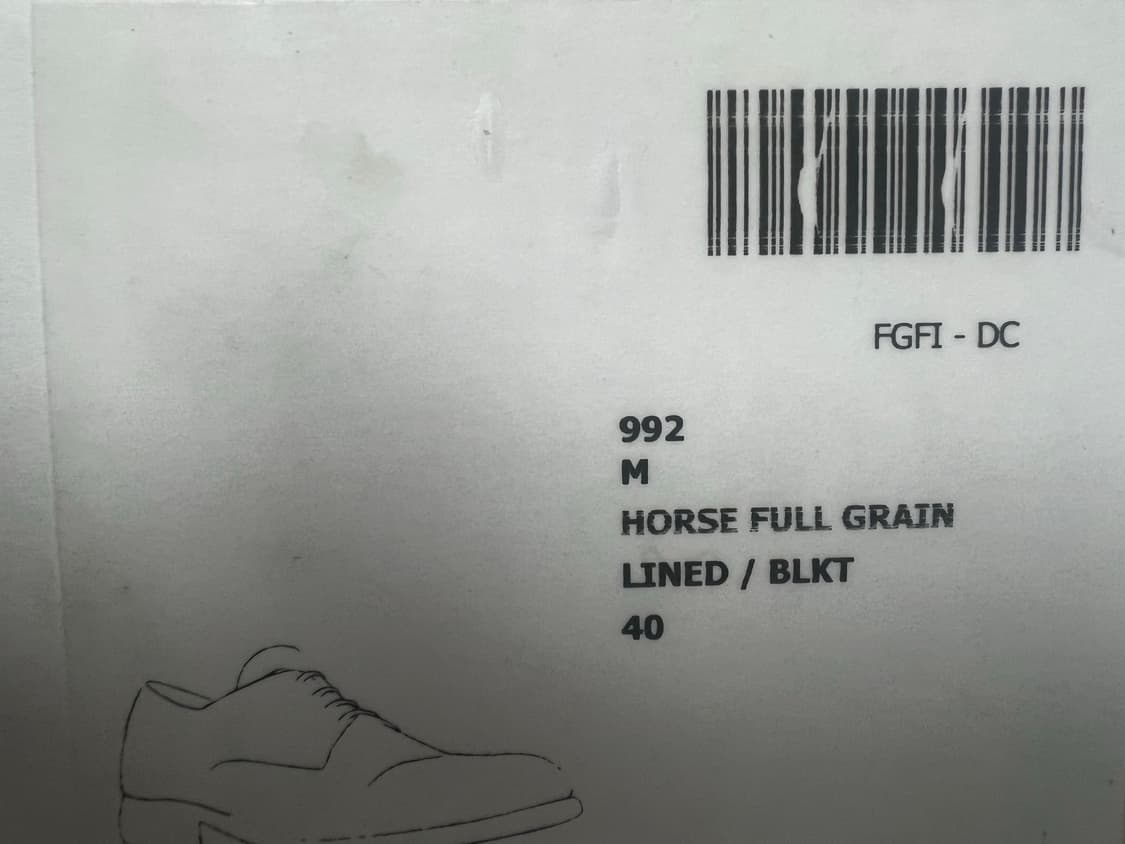 FGFI - DC
992
M
HORSE FULL GRAIN
LINED / BLKT
40